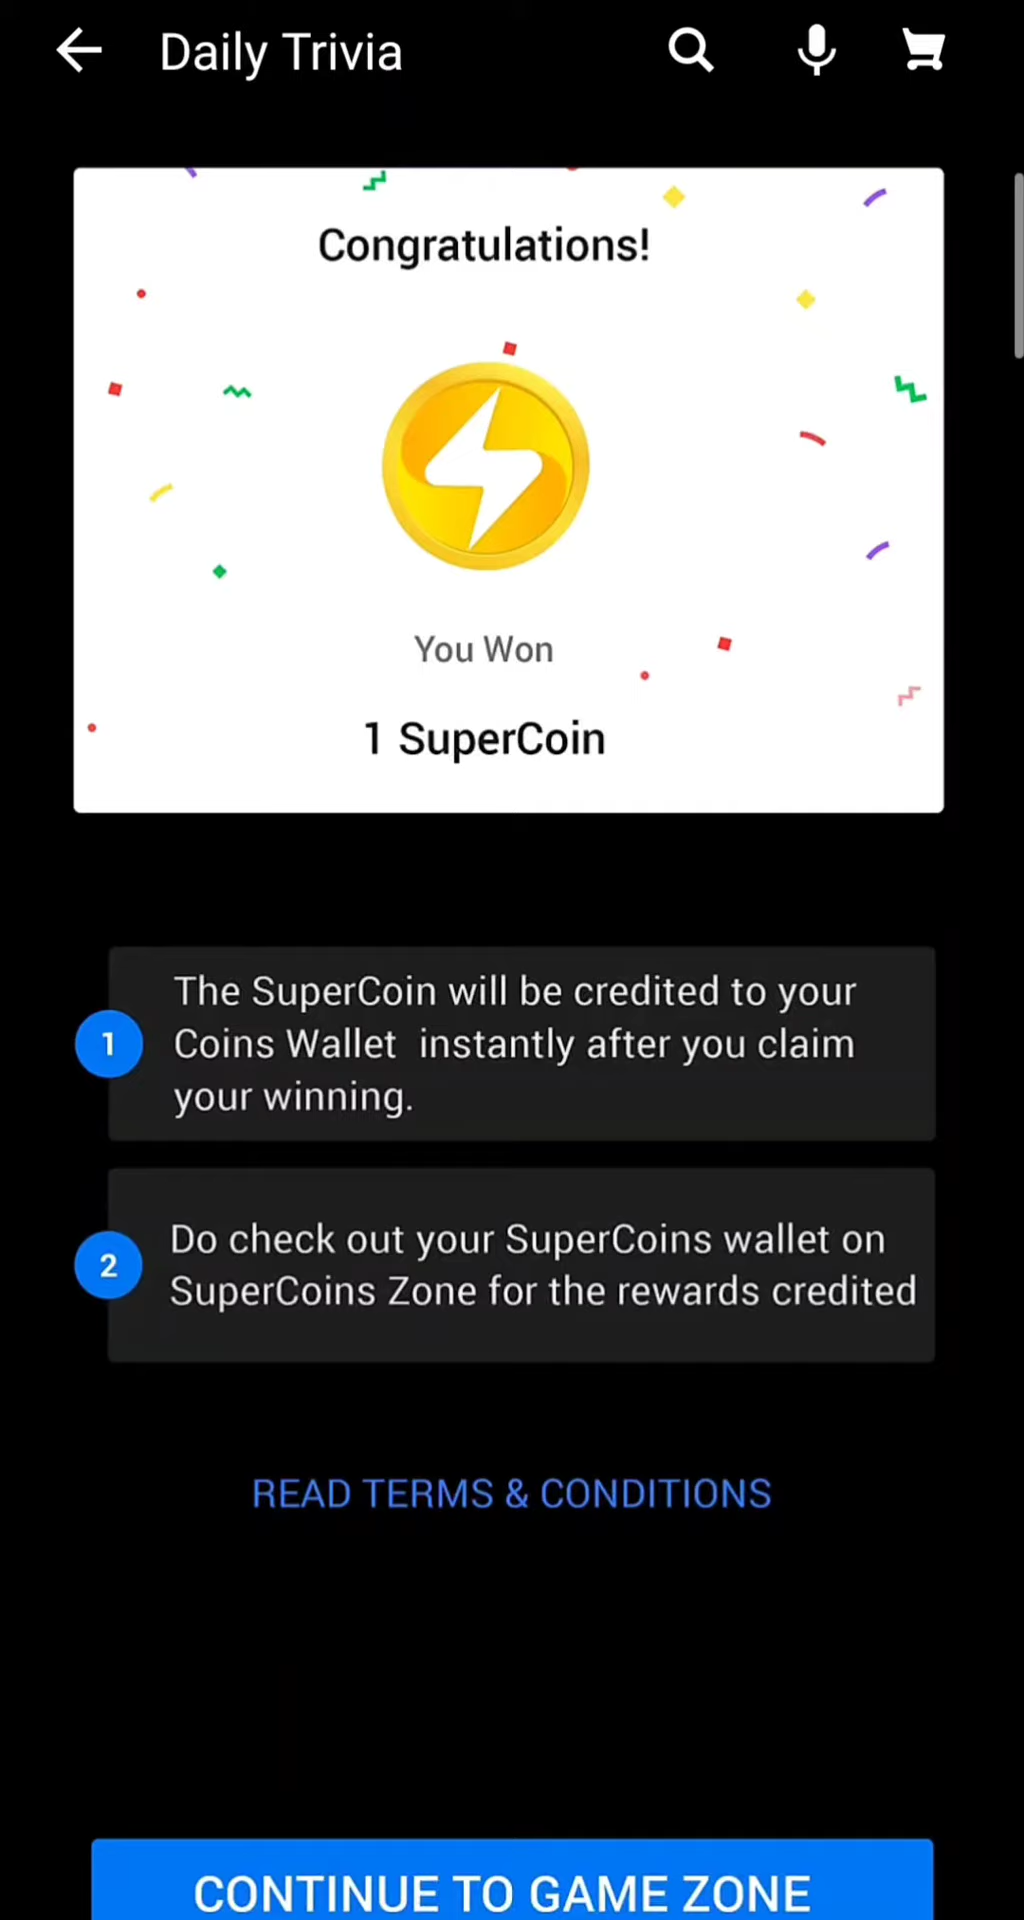 Daily Trivia
Congratulations!
You Won
1 SuperCoin
1
The SuperCoin will be credited to your
Coins Wallet  instantly after you claim
your winning.
2
Do check out your SuperCoins wallet on
SuperCoins Zone for the rewards credited
READ TERMS & CONDITIONS
CONTINUE TO GAME ZONE